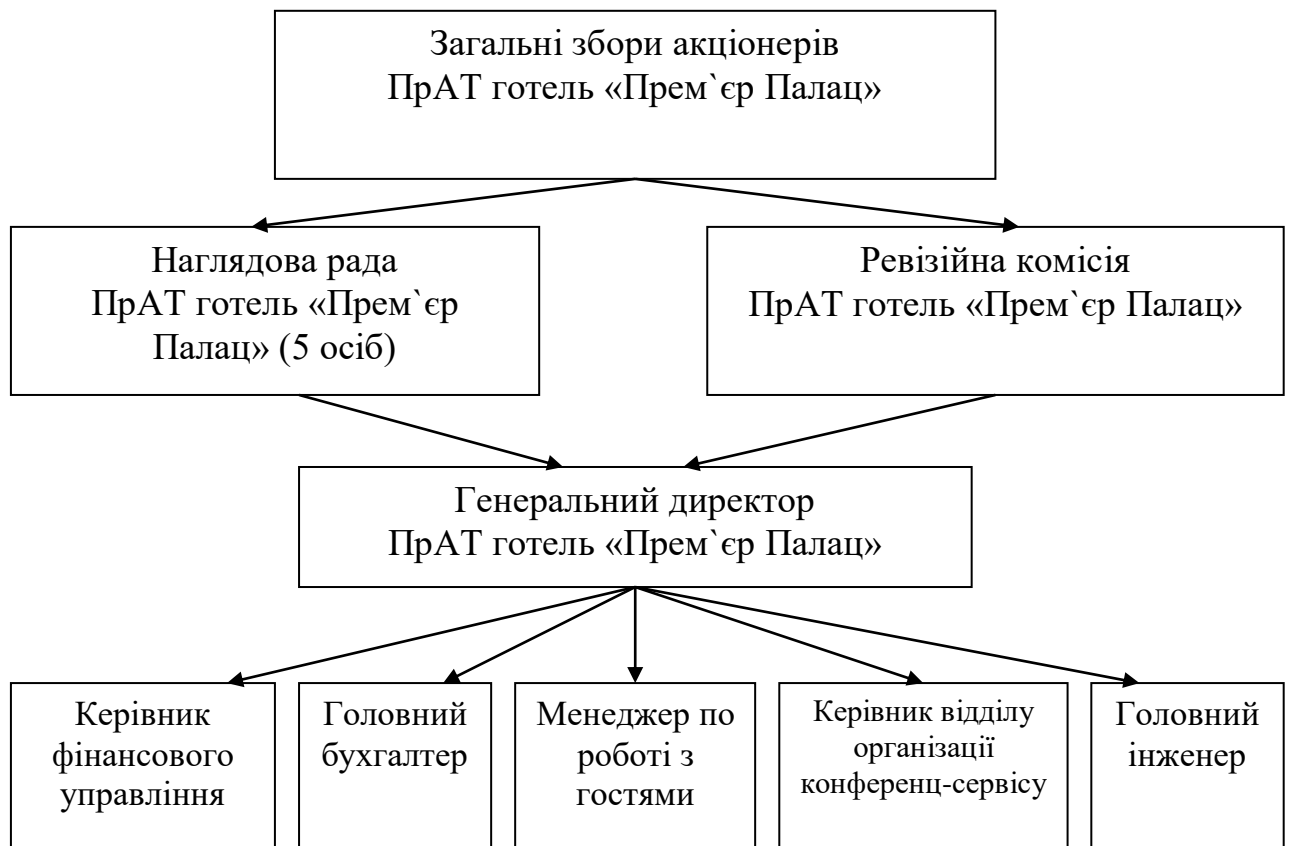 Загальні збори акціонерів
ПрАТ готель «Прем`єр Палац»
Наглядова рада
ПрАТ готель «Прем`єр
Палац» (5 осіб)
Ревізійна комісія
ПрАТ готель «Прем`єр Палац»
Генеральний директор
ПрАТ готель «Прем`єр Палац»
Керівник
фінансового
управління
Головний
бухгалтер
Менеджер по
роботі з
гостями
Керівник відділу
організації
конференц-сервісу
Головний
інженер